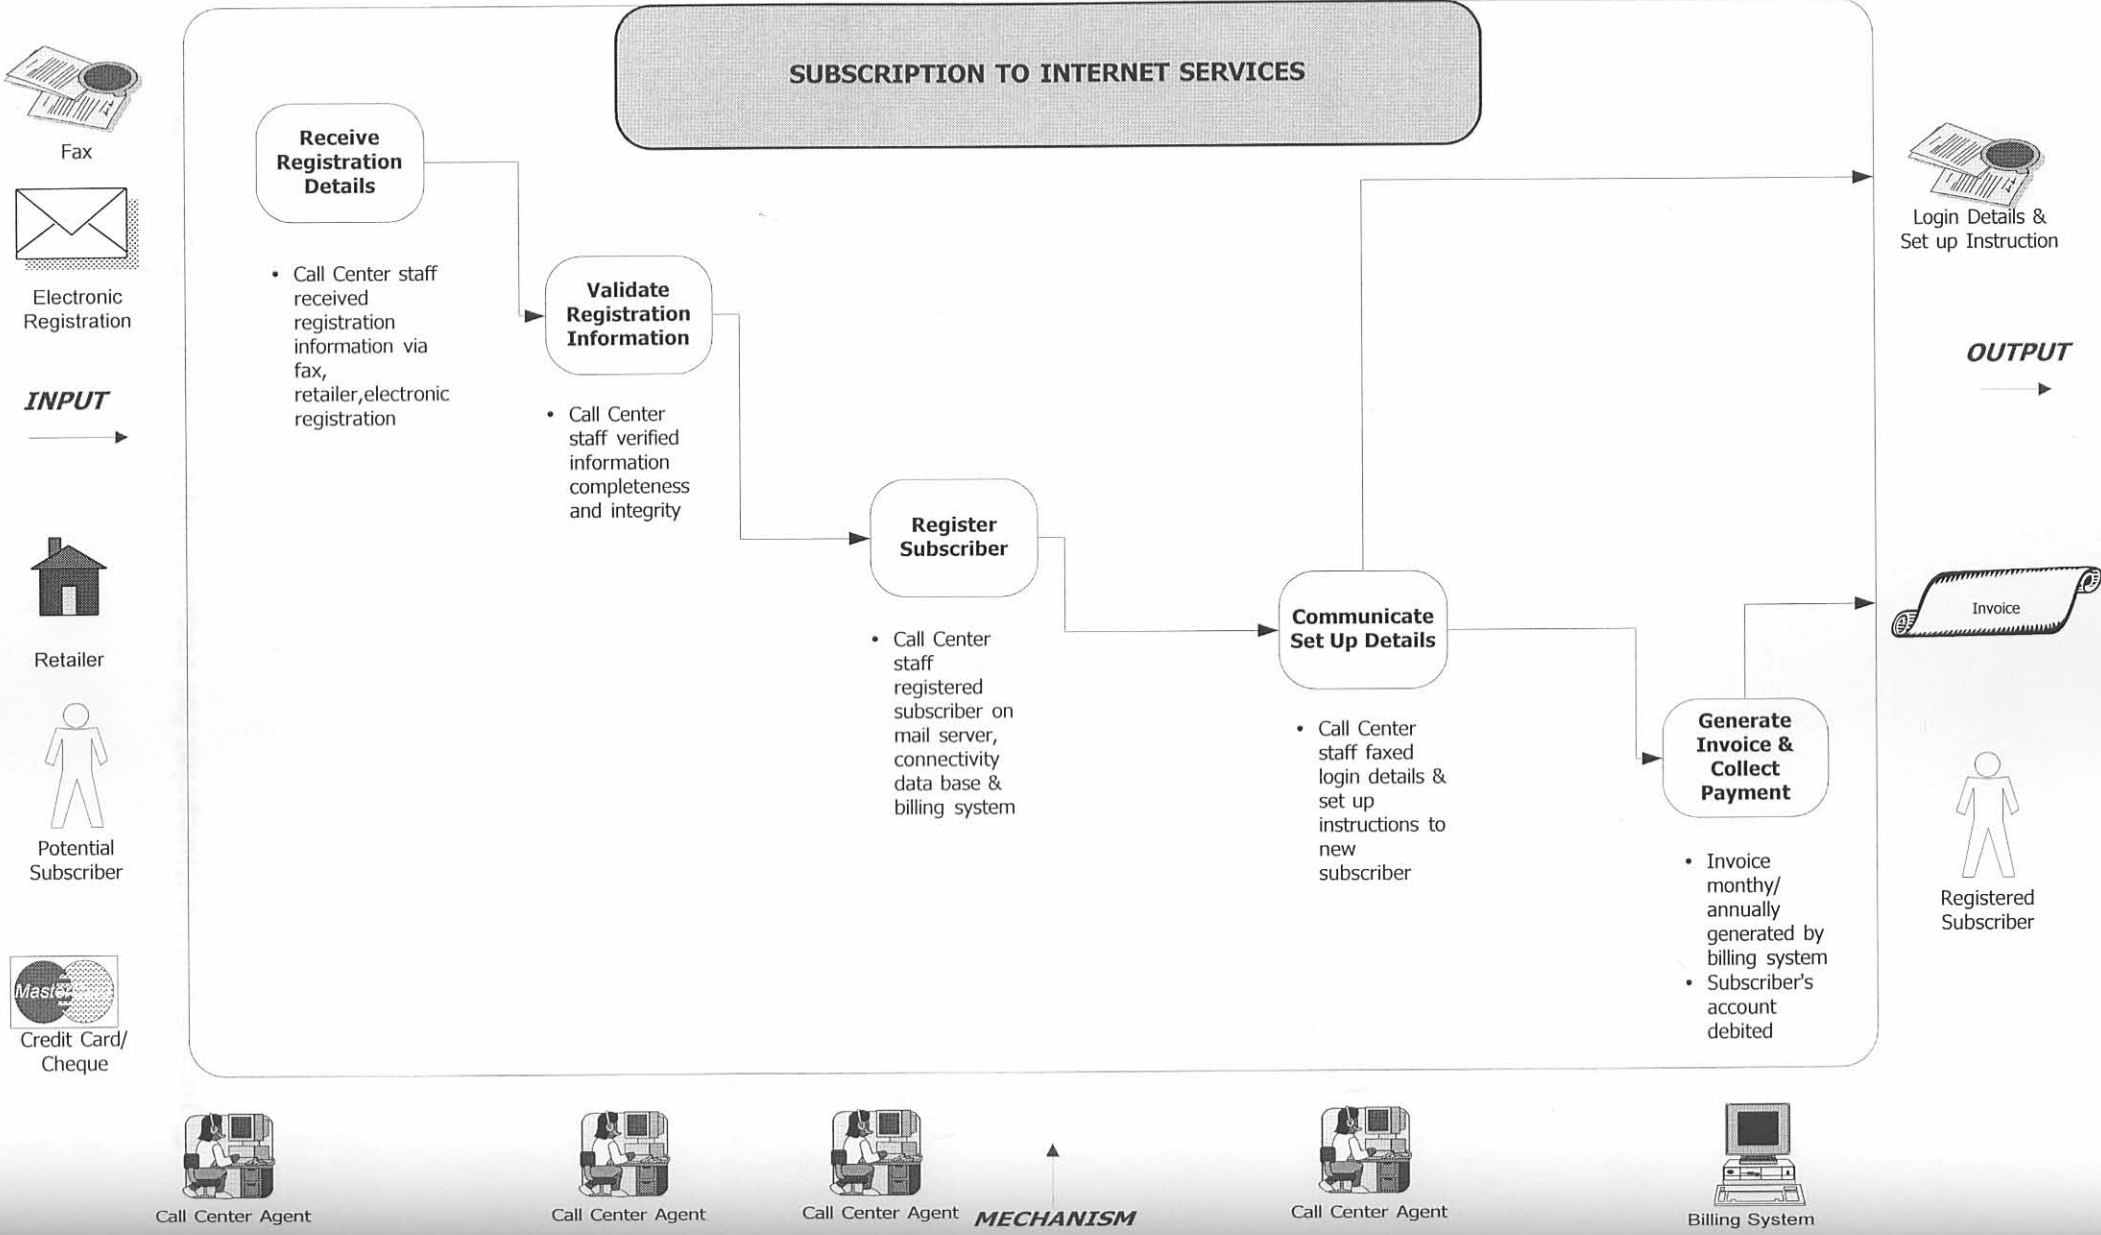 SUBSCRIPTION TO INTERNET SERVICES
Fax
Electronic
Registration
INPUT
Retailer
Potential
Subscriber
Master
Credit Card/
Cheque
Receive
Registration
Details
• Call Center staff
received
registration
information via
fax,
retailer,electronic
registration
Validate
Registration
Information
• Call Center
staff verified
information
completeness
and integrity
Register
Subscriber
• Call Center
staff
registered
subscriber on
mail server,
connectivity
data base &
billing system
Communicate
Set Up Details
• Call Center
staff faxed
login details &
set up
instructions to
new
subscriber
Generate
Invoice &
Collect
Payment
• Invoice
monthy/
annually
generated by
billing system
• Subscriber's
account
debited
Login Details &
Set up Instruction
OUTPUT
Invoice
Registered
Subscriber
Call Center Agent
Call Center Agent
Call Center Agent
MECHANISM
Call Center Agent
Billing System